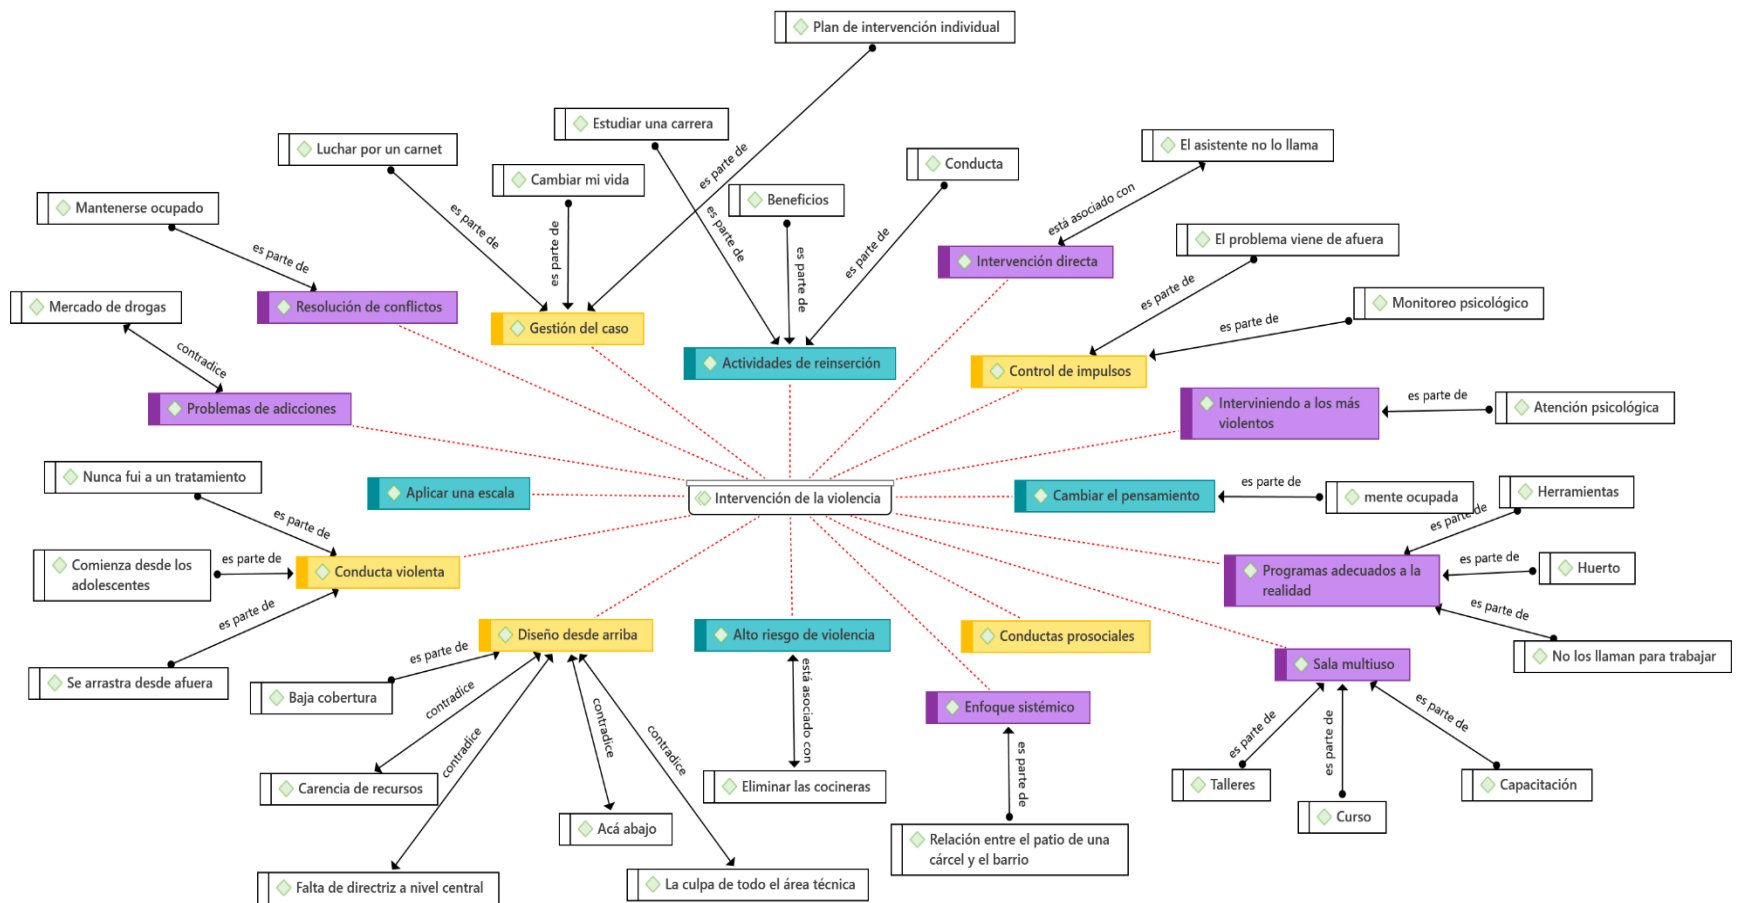 Plan de intervención individual
Estudiar una carrera
Luchar por un carnet
El asistente no lo llama
Conducta
es parte de
Cambiar mi vida
Beneficios
Mantenerse ocupado
está asociado con
es parte de
es parte de
El problema viene de afuera
es parte de
es parte de
es parte de
es parte de
Intervención directa
Resolución de conflictos
Mercado de drogas
es parte de
Monitoreo psicológico
Gestión del caso
es parte de
contradice
Actividades de reinserción
Control de impulsos
Problemas de adicciones
Interviniendo a los más
violentos
es parte de
Atención psicológica
Nunca fui a un tratamiento
Aplicar una escala
Intervención de la violencia
Cambiar el pensamiento
es parte de
mente ocupada
Herramientas
es parte de
es parte de
Comienza desde los
adolescentes
es parte de
Conducta violenta
Programas adecuados a la
realidad
es parte de
Huerto
es parte de
es parte de
Se arrastra desde afuera
Diseño desde arriba
Alto riesgo de violencia
Conductas prosociales
Sala multiuso
No los llaman para trabajar
es parte de
Baja cobertura
contradice
contradice
contradice
contradice
está asociado con
Enfoque sistémico
es parte de
es parte de
es parte de
es parte de
Carencia de recursos
Eliminar las cocineras
Talleres
Capacitación
Acá abajo
Curso
Relación entre el patio de una
cárcel y el barrio
Falta de directriz a nivel central
La culpa de todo el área técnica